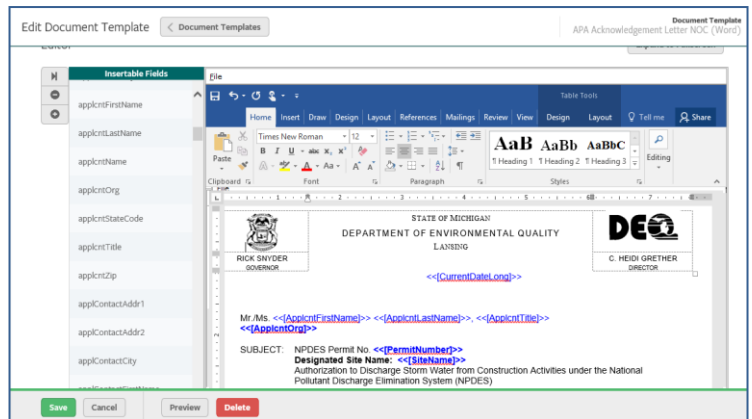 Edit Document Template
Document Templates
Document Template
APA Acknowledgement Letter NOC (Word)
Insertable Fields
applcntFirstName
applcntLastName
applcntName
applcntOrg
applcntStateCode
applcntTitle
applcntZip
applContactAddr1
applContactAddr2
applContactCity
File
Table Tools
Home Insert Draw Design Layout References Mailings Review View Design Layout Tell me Share
Times New Roman 12
Paste
AaB AaBb AaBbC
¶ Heading 1 ¶ Heading 2 ¶ Heading 3
Editing
Clipboard Font Paragraph Styles
STATE OF MICHIGAN
DEPARTMENT OF ENVIRONMENTAL QUALITY
LANSING
DEQ
RICK SNYDER
GOVERNOR
C. HEIDI GRETHER
DIRECTOR
<<[CurrentDateLong]>>
Mr./Ms. <<[ApplcntFirstName]>> <<[ApplcntLastName]>>, <<[ApplcntTitle]>>
<<[ApplcntOrg]>>
SUBJECT: NPDES Permit No. <<[PermitNumber]>>
Designated Site Name: <<[SiteName]>>
Authorization to Discharge Storm Water from Construction Activities under the National
Pollutant Discharge Elimination System (NPDES)
Save Cancel Preview Delete